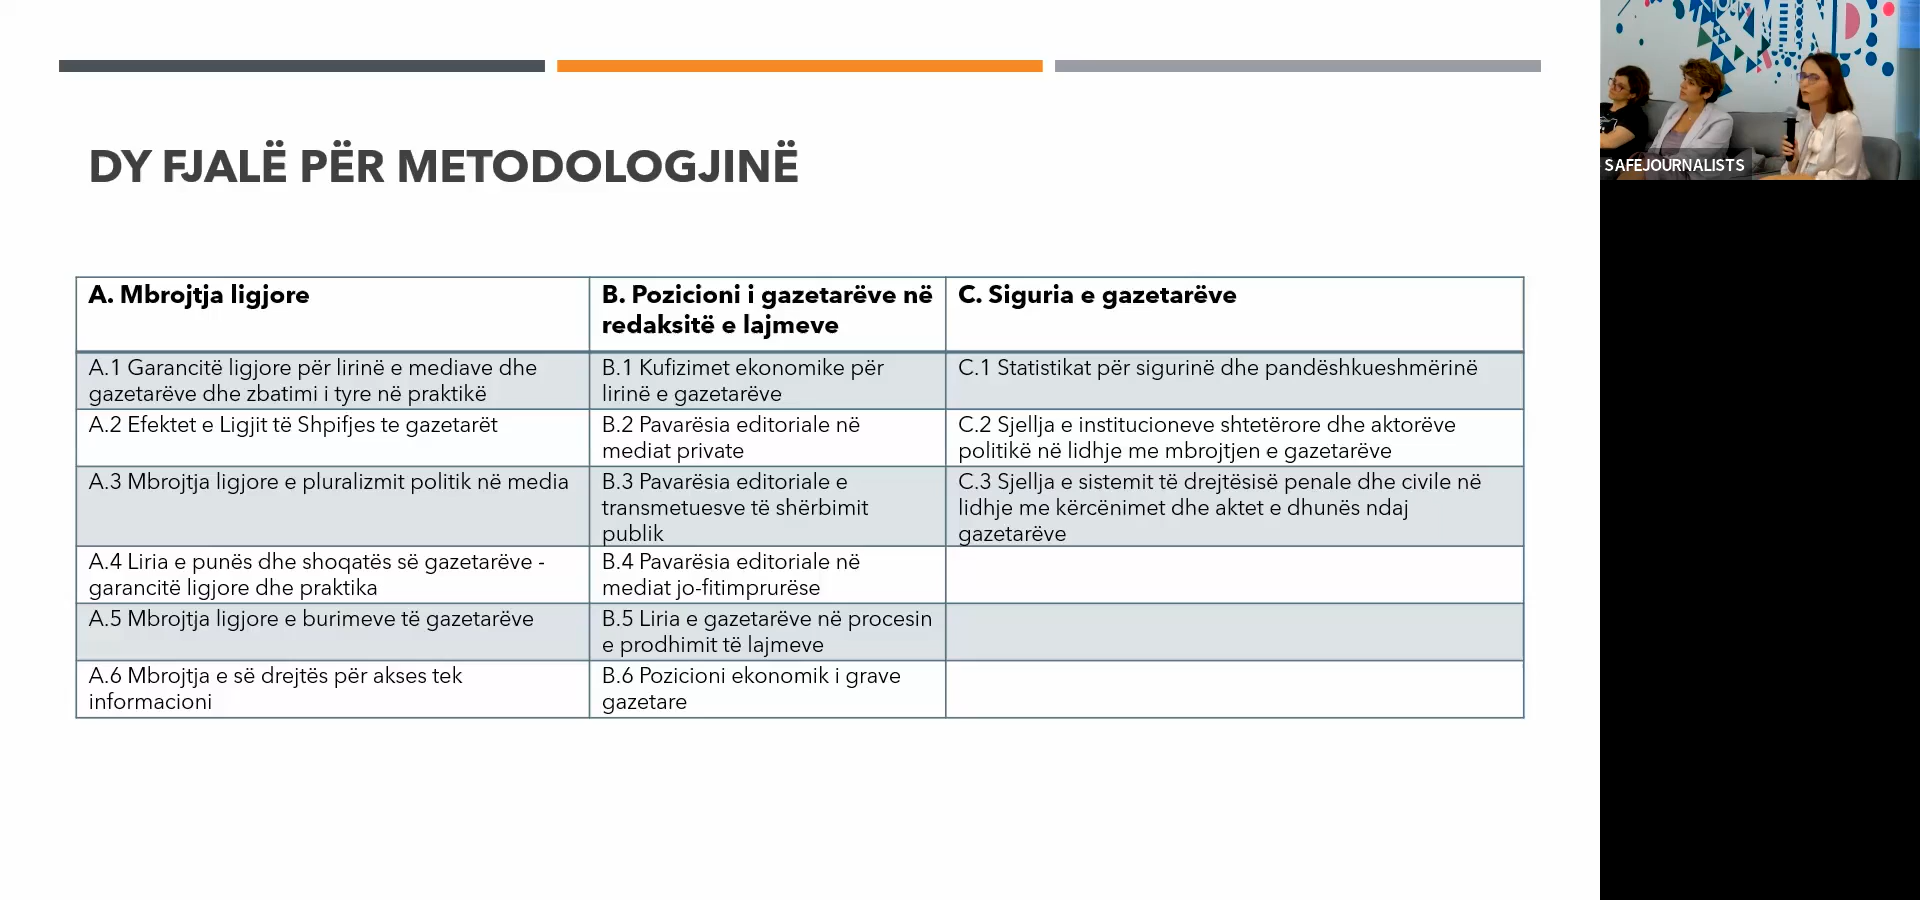 DY FJALË PËR METODOLOGJINË
A. Mbrojtja ligjore
B. Pozicioni i gazetarëve në
redaksitë e lajmeve
C. Siguria e gazetarëve
A.1 Garancitë ligjore për lirinë e mediave dhe
gazetarëve dhe zbatimi i tyre në praktikë
B.1 Kufizimet ekonomike për
lirinë e gazetarëve
C.1 Statistikat për sigurinë dhe pandëshkueshmërinë
A.2 Efektet e Ligjit të Shpifjes te gazetarët
B.2 Pavarësia editoriale në
mediat private
C.2 Sjellja e institucioneve shtetërore dhe aktorëve
politikë në lidhje me mbrojtjen e gazetarëve
A.3 Mbrojtja ligjore e pluralizmit politik në media
B.3 Pavarësia editoriale e
transmetuesve të shërbimit
publik
C.3 Sjellja e sistemit të drejtësisë penale dhe civile në
lidhje me kërcënimet dhe aktet e dhunës ndaj
gazetarëve
A.4 Liria e punës dhe shoqatës së gazetarëve -
garancitë ligjore dhe praktika
B.4 Pavarësia editoriale në
mediat jo-fitimprurëse
A.5 Mbrojtja ligjore e burimeve të gazetarëve
B.5 Liria e gazetarëve në procesin
e prodhimit të lajmeve
A.6 Mbrojtja e së drejtës për akses tek
informacioni
B.6 Pozicioni ekonomik i grave
gazetare
SAFEJOURNALISTS